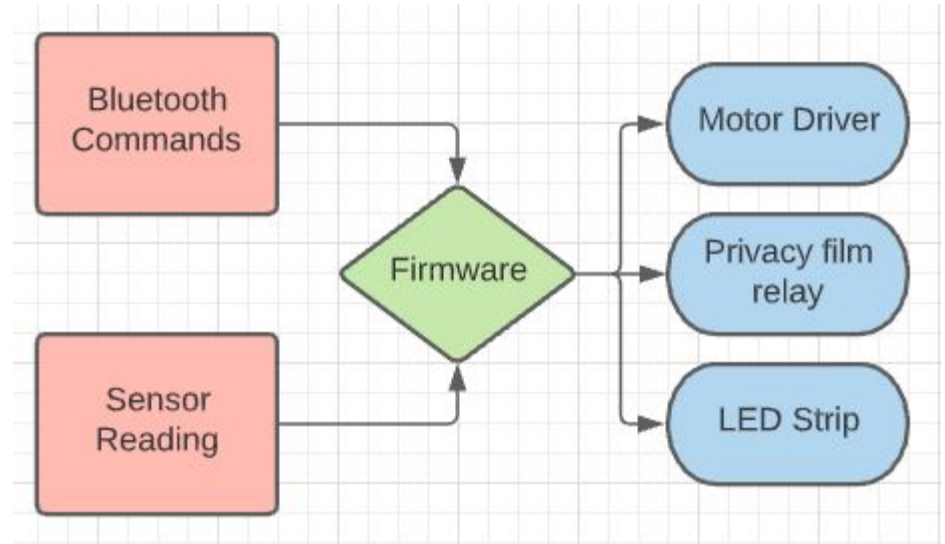 Bluetooth
Commands
Motor Driver
Firmware
Privacy film
relay
Sensor
Reading
LED Strip